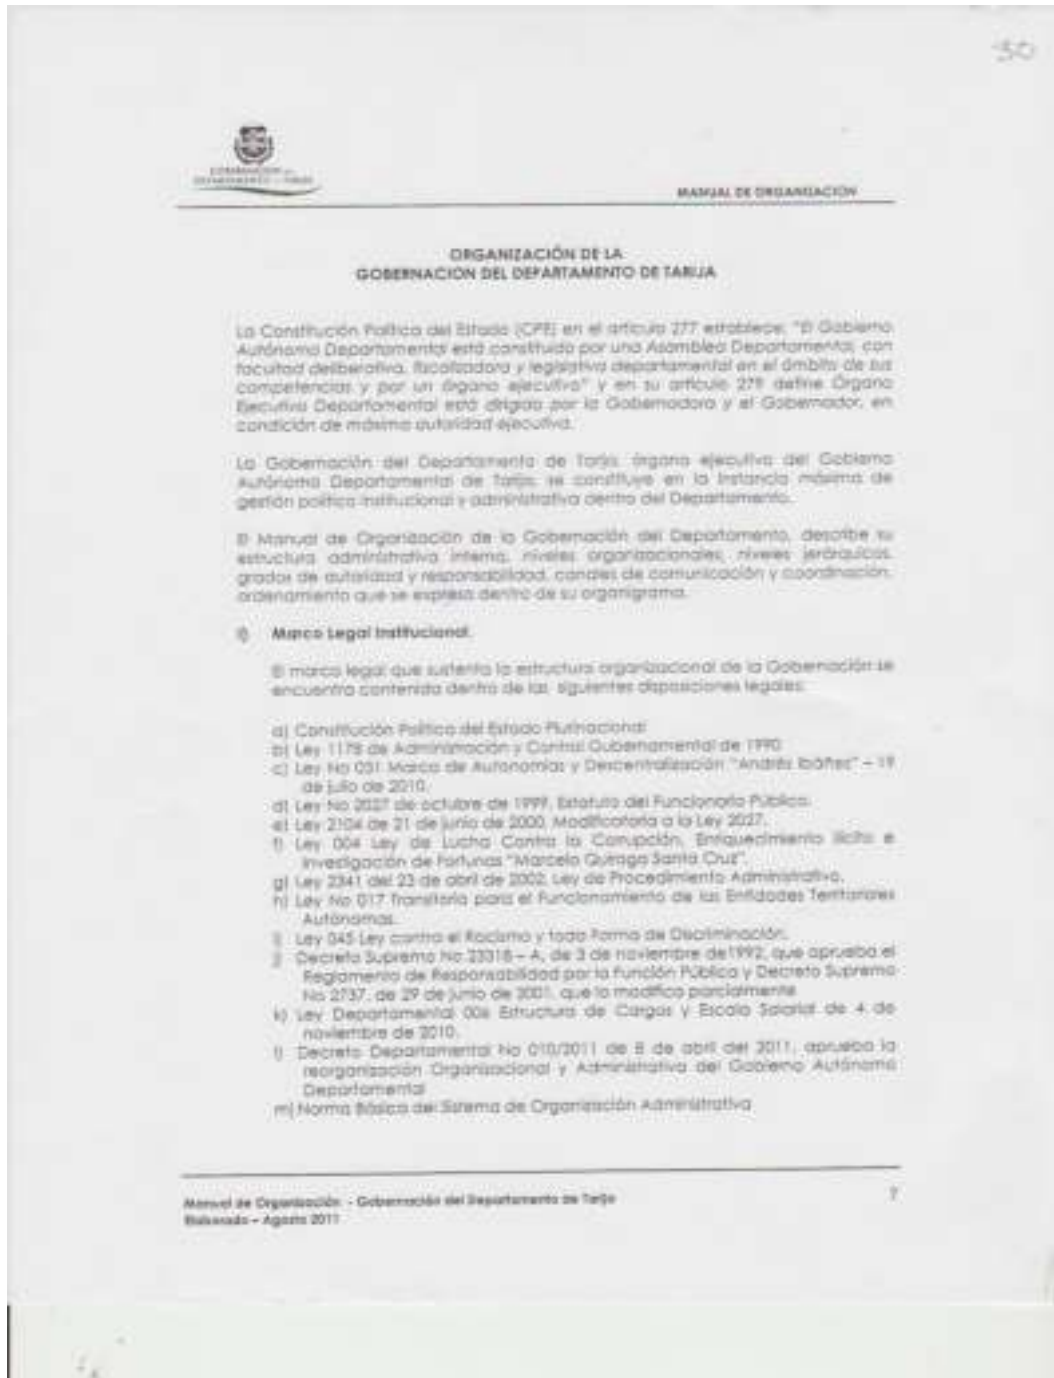 50
GOBERNACIÓN DEL
DEPARTAMENTO DE TARIJA
MANUAL DE ORGANIZACIÓN
ORGANIZACIÓN DE LA
GOBERNACIÓN DEL DEPARTAMENTO DE TARIJA
La Constitución Política del Estado (CPE) en el artículo 277 establece: "El Gobierno
Autónomo Departamental está constituido por una Asamblea Departamental, con
facultad deliberativa, fiscalizadora y legislativa departamental en el ámbito de sus
competencias y por un órgano ejecutivo" y en su artículo 279 define Órgano
Ejecutivo Departamental está dirigido por la Gobernadora y el Gobernador, en
condición de máxima autoridad ejecutiva.
La Gobernación del Departamento de Tarija, órgano ejecutivo del Gobierno
Autónomo Departamental de Tarija, se constituye en la Instancia máxima de
gestión político institucional y administrativa dentro del Departamento.
El Manual de Organización de la Gobernación del Departamento, describe su
estructura administrativa interna, niveles organizacionales, niveles jerárquicos,
grados de autoridad y responsabilidad, canales de comunicación y coordinación,
ordenamiento que se expresa dentro de su organigrama.
Marco Legal Institucional.
El marco legal que sustenta la estructura organizacional de la Gobernación se
encuentra contenida dentro de las siguientes disposiciones legales:
a) Constitución Política del Estado Plurinacional
b) Ley 1178 de Administración y Control Gubernamental de 1990
c) Ley No 031 Marco de Autonomías y Descentralización "Andrés Ibáñez" – 19
de julio de 2010.
d) Ley No 2027 de octubre de 1999, Estatuto del Funcionario Público.
e) Ley 2104 de 21 de junio de 2000, Modificatoria a la Ley 2027.
f) Ley 004 Ley de Lucha Contra la Corrupción, Enriquecimiento Ilícito e
Investigación de Fortunas "Marcelo Quiroga Santa Cruz".
g) Ley 2341 del 23 de abril de 2002, Ley de Procedimiento Administrativo.
h) Ley No 017 Transitoria para el Funcionamiento de las Entidades Territoriales
Autónomas.
i) Ley 045 Ley contra el Racismo y toda Forma de Discriminación.
j) Decreto Supremo No 23318 – A, de 3 de noviembre de1992, que aprueba el
Reglamento de Responsabilidad por la Función Pública y Decreto Supremo
No 2737, de 29 de junio de 2001, que lo modifica parcialmente
k) Ley Departamental 006 Estructura de Cargos y Escala Salarial de 4 de
noviembre de 2010.
l) Decreto Departamental No 010/2011 de 8 de abril del 2011, aprueba la
reorganización Organizacional y Administrativa del Gobierno Autónomo
Departamental
m) Norma Básica del Sistema de Organización Administrativa
Manual de Organización - Gobernación del Departamento de Tarija
7
Elaborado – Agosto 2011